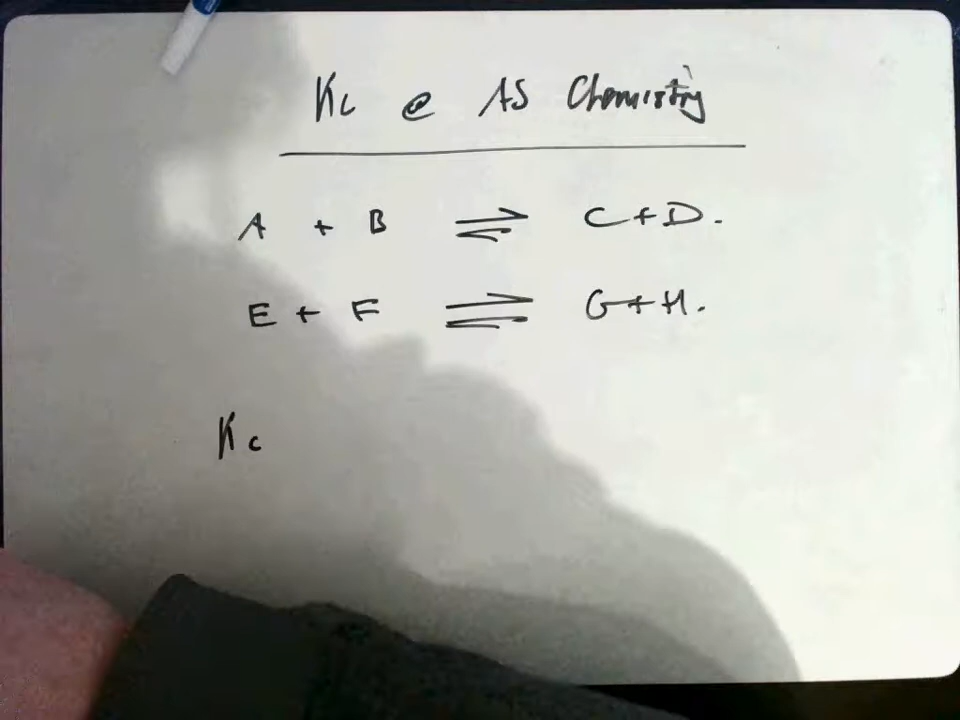 Kc @ AS Chemistry
A + B ⇌ C+D.
E + F ⇌ G+H.
Kc